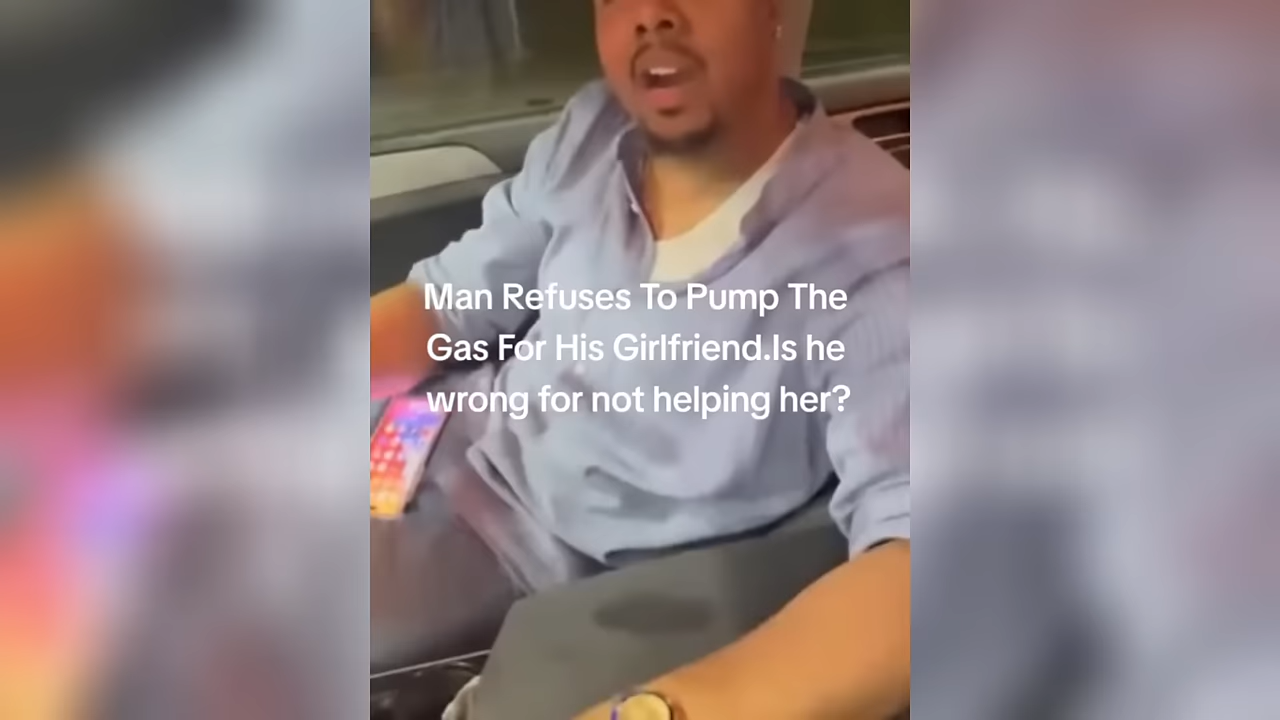 Man Refuses To Pump The
Gas For His Girlfriend.Is he
wrong for not helping her?